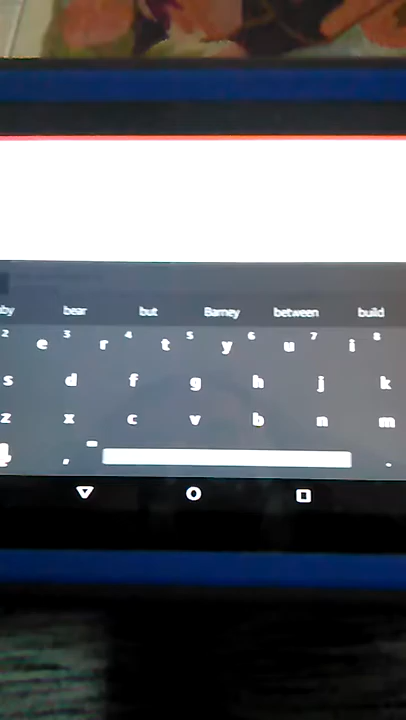 by bear but Barney between build
2 3 4 5 6 7 8
e r t y u i
s d f g h j k
z x c v b n m
, .